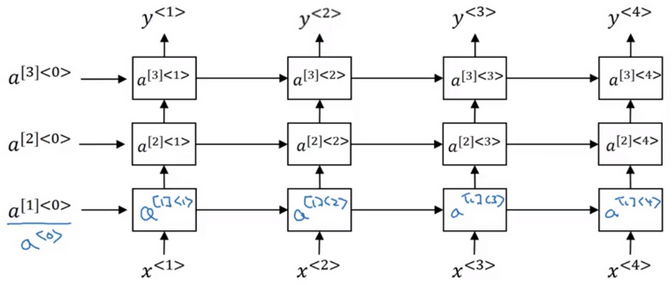 y<1> y<2> y<3> y<4>
a[3]<0> a[3]<1> a[3]<2> a[3]<3> a[3]<4>
a[2]<0> a[2]<1> a[2]<2> a[2]<3> a[2]<4>
a[1]<0> a[1]<1> a[1]<2> a[1]<3> a[1]<4>
a[0]
x<1> x<2> x<3> x<4>